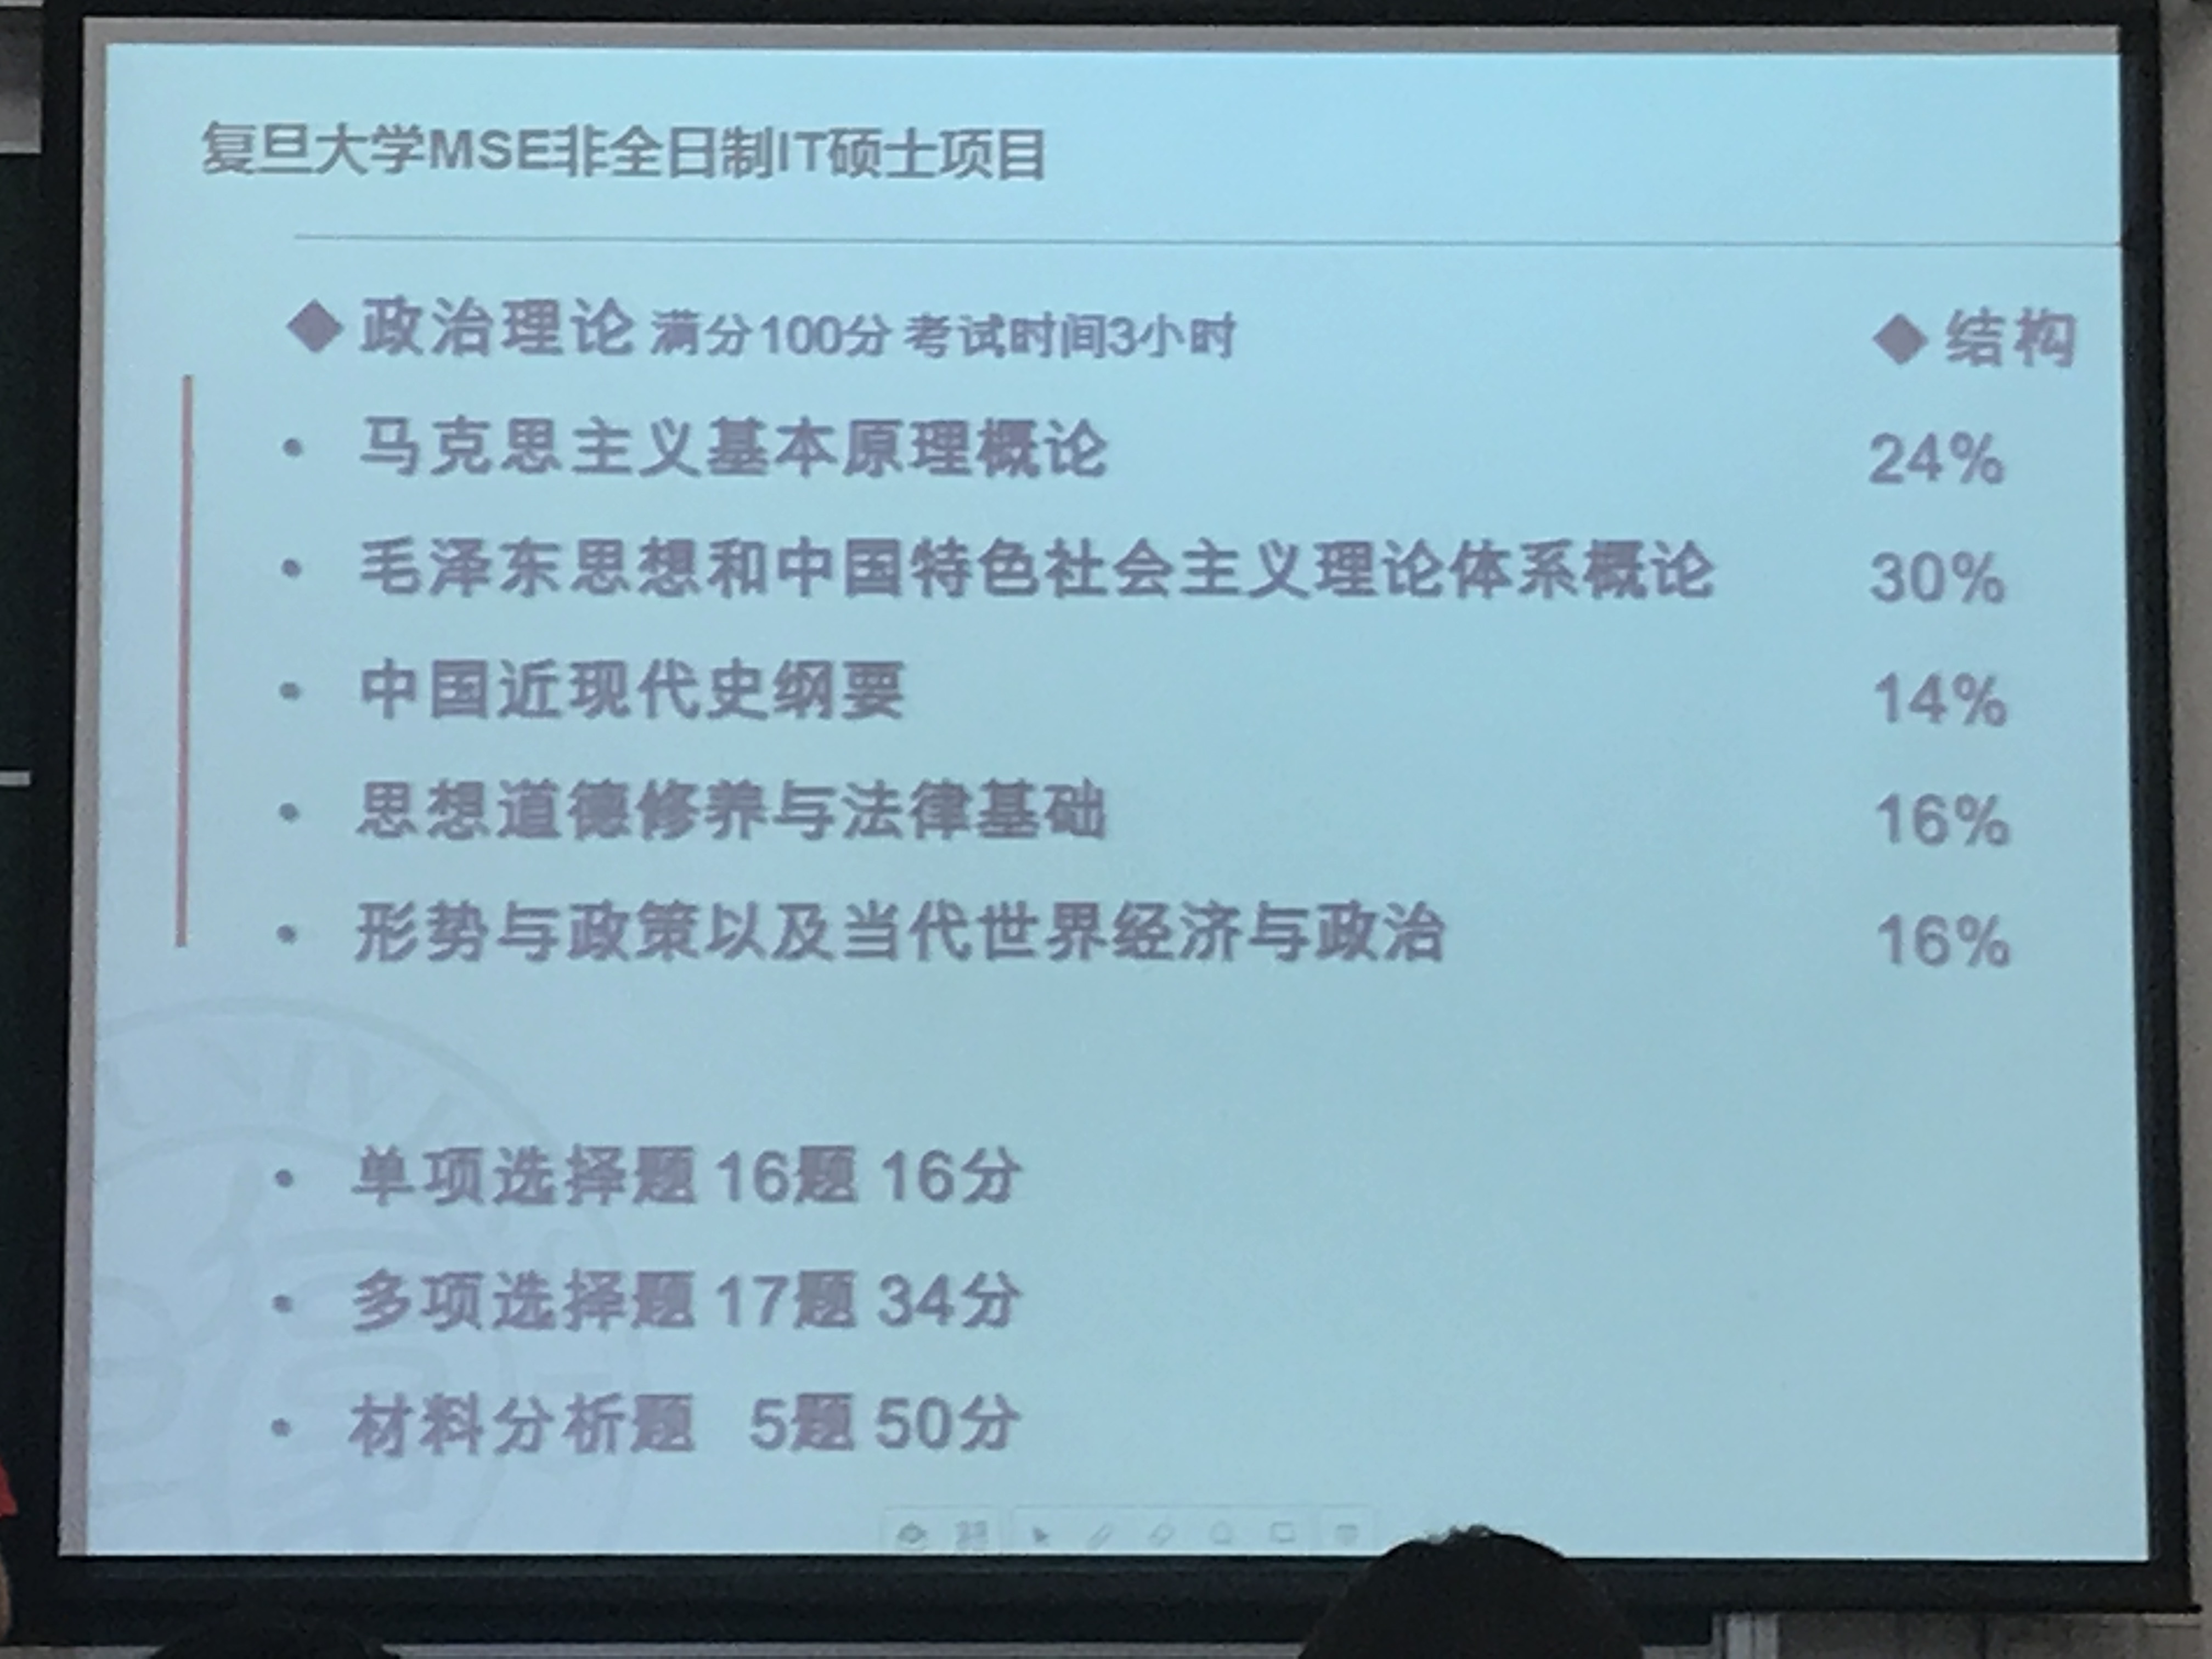 复旦大学MSE非全日制IT硕士项目
◆ 政治理论 满分100分 考试时间3小时 ◆ 结构
• 马克思主义基本原理概论 24%
• 毛泽东思想和中国特色社会主义理论体系概论 30%
• 中国近现代史纲要 14%
• 思想道德修养与法律基础 16%
• 形势与政策以及当代世界经济与政治 16%
• 单项选择题 16题 16分
• 多项选择题 17题 34分
• 材料分析题 5题 50分